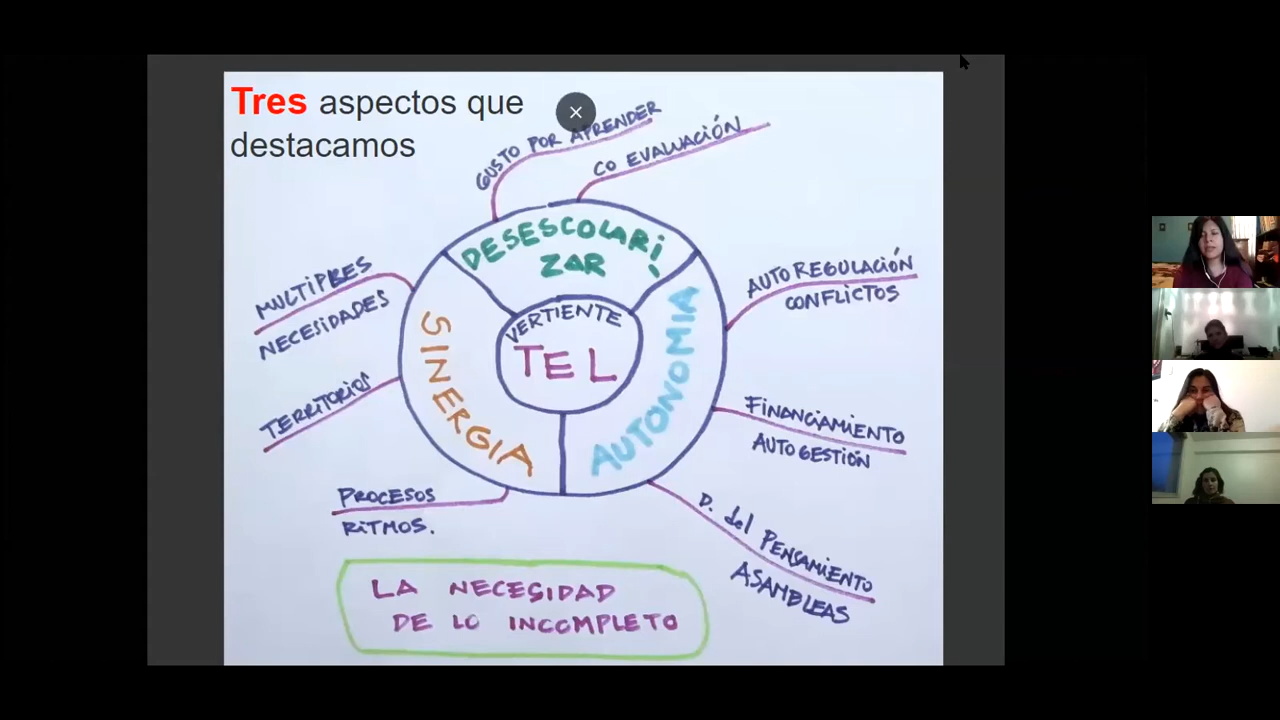 Tres aspectos que
destacamos
GUSTO POR APRENDER
CO EVALUACIÓN
DESESCOLARI
ZAR
MULTIPLES
NECESIDADES
AUTO REGULACIÓN
CONFLICTOS
VERTIENTE
TEL
SINERGIA
AUTONOMIA
TERRITORIOS
FINANCIAMIENTO
AUTOGESTIÓN
PROCESOS
RITMOS.
D. del PENSAMIENTO
ASAMBLEAS
LA NECESIDAD
DE LO INCOMPLETO